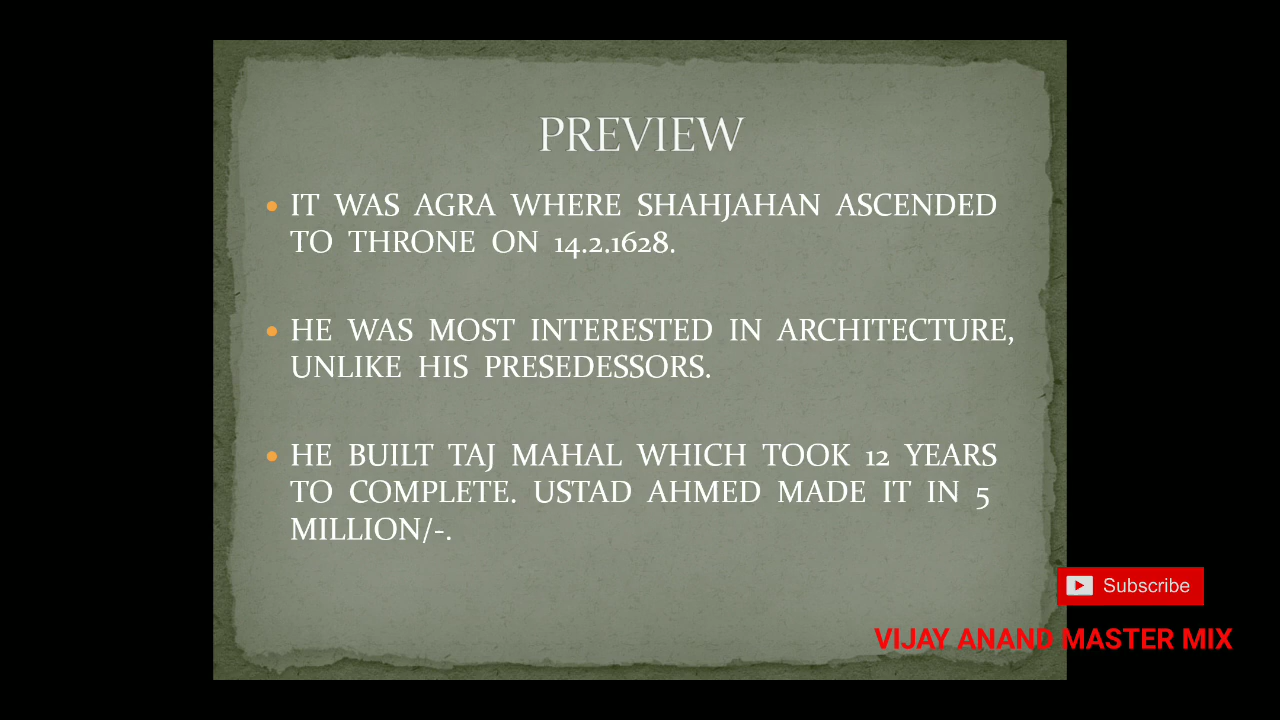 PREVIEW
IT WAS AGRA WHERE SHAHJAHAN ASCENDED
TO THRONE ON 14.2.1628.
HE WAS MOST INTERESTED IN ARCHITECTURE,
UNLIKE HIS PRESEDESSORS.
HE BUILT TAJ MAHAL WHICH TOOK 12 YEARS
TO COMPLETE. USTAD AHMED MADE IT IN 5
MILLION/-.
Subscribe
VIJAY ANAND MASTER MIX